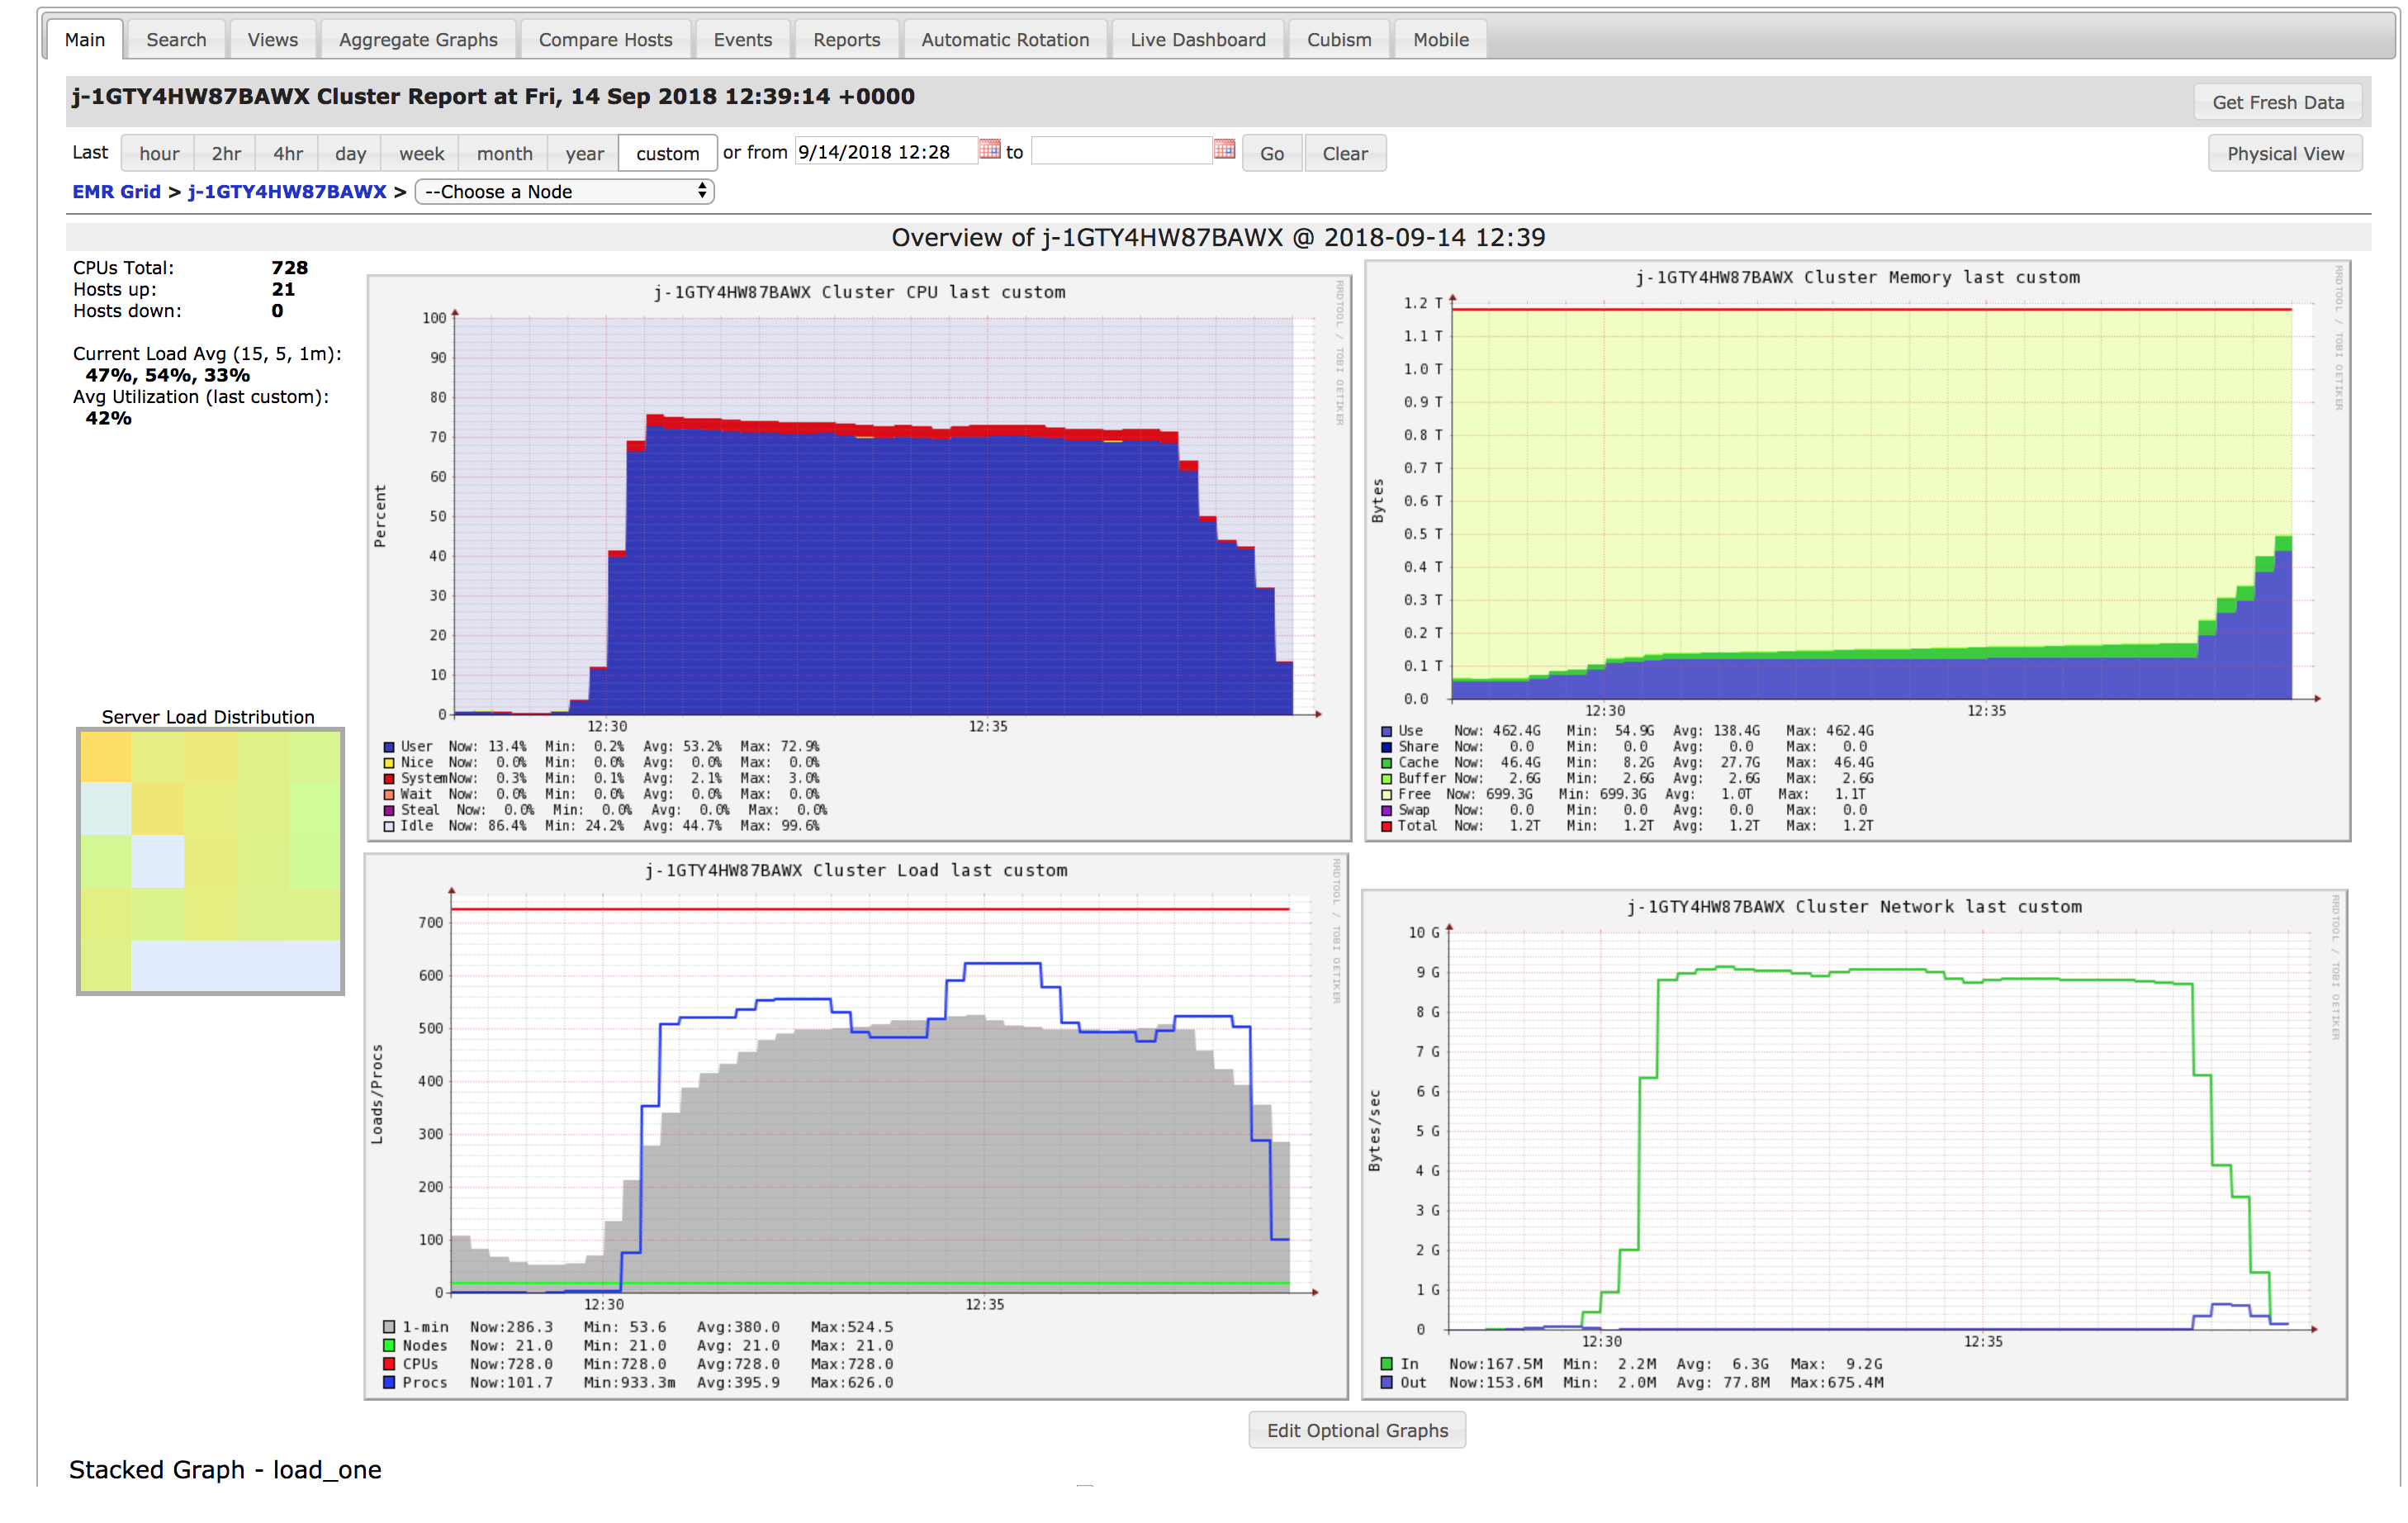 Main Search Views Aggregate Graphs Compare Hosts Events Reports Automatic Rotation Live Dashboard Cubism Mobile
j-1GTY4HW87BAWX Cluster Report at Fri, 14 Sep 2018 12:39:14 +0000
Get Fresh Data
Last hour 2hr 4hr day week month year custom or from 9/14/2018 12:28 to Go Clear
Physical View
EMR Grid > j-1GTY4HW87BAWX > --Choose a Node
Overview of j-1GTY4HW87BAWX @ 2018-09-14 12:39
CPUs Total: 728
Hosts up: 21
Hosts down: 0
Current Load Avg (15, 5, 1m):
47%, 54%, 33%
Avg Utilization (last custom):
42%
Server Load Distribution
j-1GTY4HW87BAWX Cluster CPU last custom
RRDTOOL / TOBI OETIKER
Percent
100
90
80
70
60
50
40
30
20
10
0
12:30 12:35
User Now: 13.4% Min: 0.2% Avg: 53.2% Max: 72.9%
Nice Now: 0.0% Min: 0.0% Avg: 0.0% Max: 0.0%
System Now: 0.3% Min: 0.1% Avg: 2.1% Max: 3.0%
Wait Now: 0.0% Min: 0.0% Avg: 0.0% Max: 0.0%
Steal Now: 0.0% Min: 0.0% Avg: 0.0% Max: 0.0%
Idle Now: 86.4% Min: 24.2% Avg: 44.7% Max: 99.6%
j-1GTY4HW87BAWX Cluster Memory last custom
RRDTOOL / TOBI OETIKER
Bytes
1.2 T
1.1 T
1.0 T
0.9 T
0.8 T
0.7 T
0.6 T
0.5 T
0.4 T
0.3 T
0.2 T
0.1 T
0.0
12:30 12:35
Use Now: 462.4G Min: 54.9G Avg: 138.4G Max: 462.4G
Share Now: 0.0 Min: 0.0 Avg: 0.0 Max: 0.0
Cache Now: 46.4G Min: 8.2G Avg: 27.7G Max: 46.4G
Buffer Now: 2.6G Min: 2.6G Avg: 2.6G Max: 2.6G
Free Now: 699.3G Min: 699.3G Avg: 1.0T Max: 1.1T
Swap Now: 0.0 Min: 0.0 Avg: 0.0 Max: 0.0
Total Now: 1.2T Min: 1.2T Avg: 1.2T Max: 1.2T
j-1GTY4HW87BAWX Cluster Load last custom
RRDTOOL / TOBI OETIKER
Loads/Procs
700
600
500
400
300
200
100
0
12:30 12:35
1-min Now:286.3 Min: 53.6 Avg:380.0 Max:524.5
Nodes Now: 21.0 Min: 21.0 Avg: 21.0 Max: 21.0
CPUs Now:728.0 Min:728.0 Avg:728.0 Max:728.0
Procs Now:101.7 Min:933.3m Avg:395.9 Max:626.0
j-1GTY4HW87BAWX Cluster Network last custom
RRDTOOL / TOBI OETIKER
Bytes/sec
10 G
9 G
8 G
7 G
6 G
5 G
4 G
3 G
2 G
1 G
0
12:30 12:35
In Now:167.5M Min: 2.2M Avg: 6.3G Max: 9.2G
Out Now:153.6M Min: 2.0M Avg: 77.8M Max:675.4M
Edit Optional Graphs
Stacked Graph - load_one